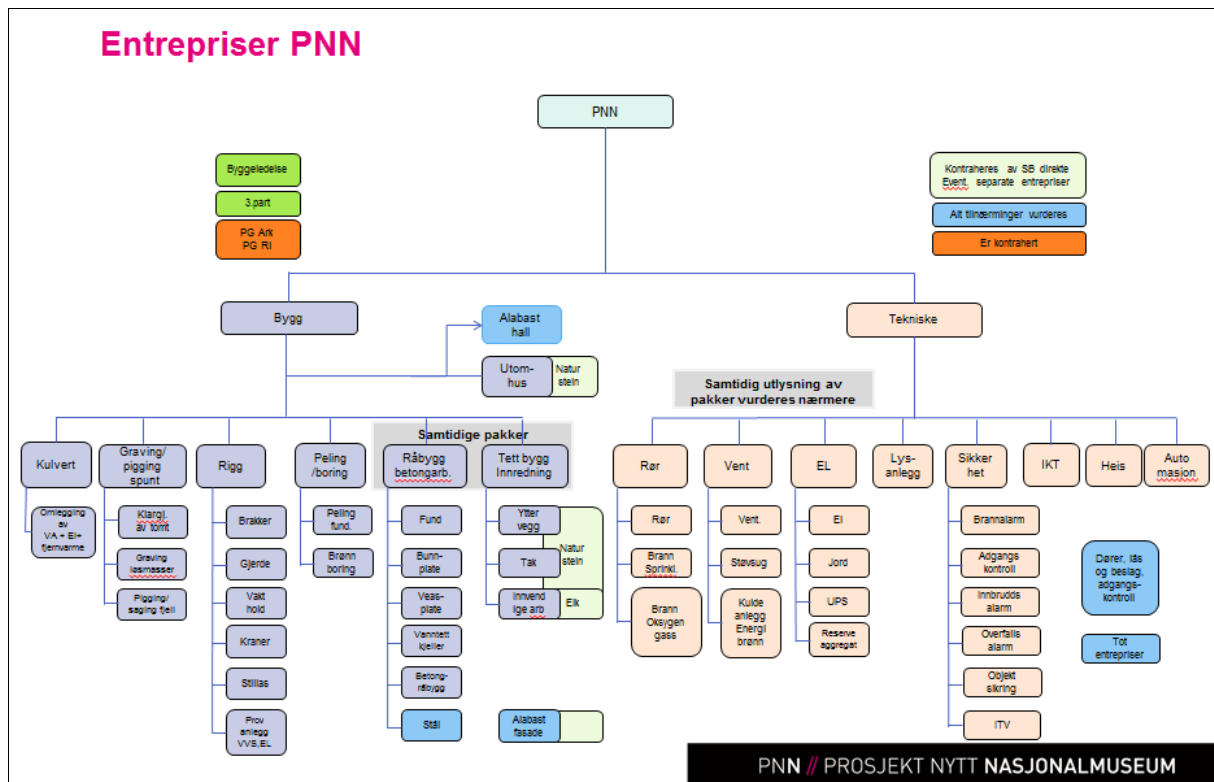 Entrepriser PNN
PNN
Byggeledelse
3.part
PG Ark
PG RI
Kontraheres av SB direkte
Event. separate entrepriser
Alt tilnærminger vurderes
Er kontrahert
Bygg
Alabast
hall
Tekniske
Utom-
hus
Natur
stein
Samtidig utlysning av
pakker vurderes nærmere
Samtidige pakker
Kulvert
Graving/
pigging
spunt
Rigg
Peling
/boring
Råbygg
betongarb.
Tett bygg
Innredning
Rør
Vent
EL
Lys-
anlegg
Sikker
het
IKT
Heis
Auto
masjon
Omlegging
av
VA + El+
fjernvarme
Klargj.
av tomt
Graving
løsmasser
Pigging/
saging fjell
Brakker
Gjerde
Vakt
hold
Kraner
Stillas
Prov
anlegg
VVS,EL
Peling
fund.
Brønn
boring
Fund
Bunn-
plate
Veas-
plate
Vanntett
kjeller
Betong-
råbygg
Stål
Ytter
vegg
Tak
Natur
stein
Innvend
lige arb
Eik
Alabast
fasade
Rør
Brann
Sprinkl.
Brann
Oksygen
gass
Vent.
Støvsug
Kulde
anlegg
Energi
brønn
El
Jord
UPS
Reserve
aggregat
Brannalarm
Adgangs
kontroll
Innbrudds
alarm
Overfalls
alarm
Objekt
sikring
ITV
Dører, lås
og beslag,
adgangs-
kontroll
Tot
entrepriser
PNN // PROSJEKT NYTT NASJONALMUSEUM